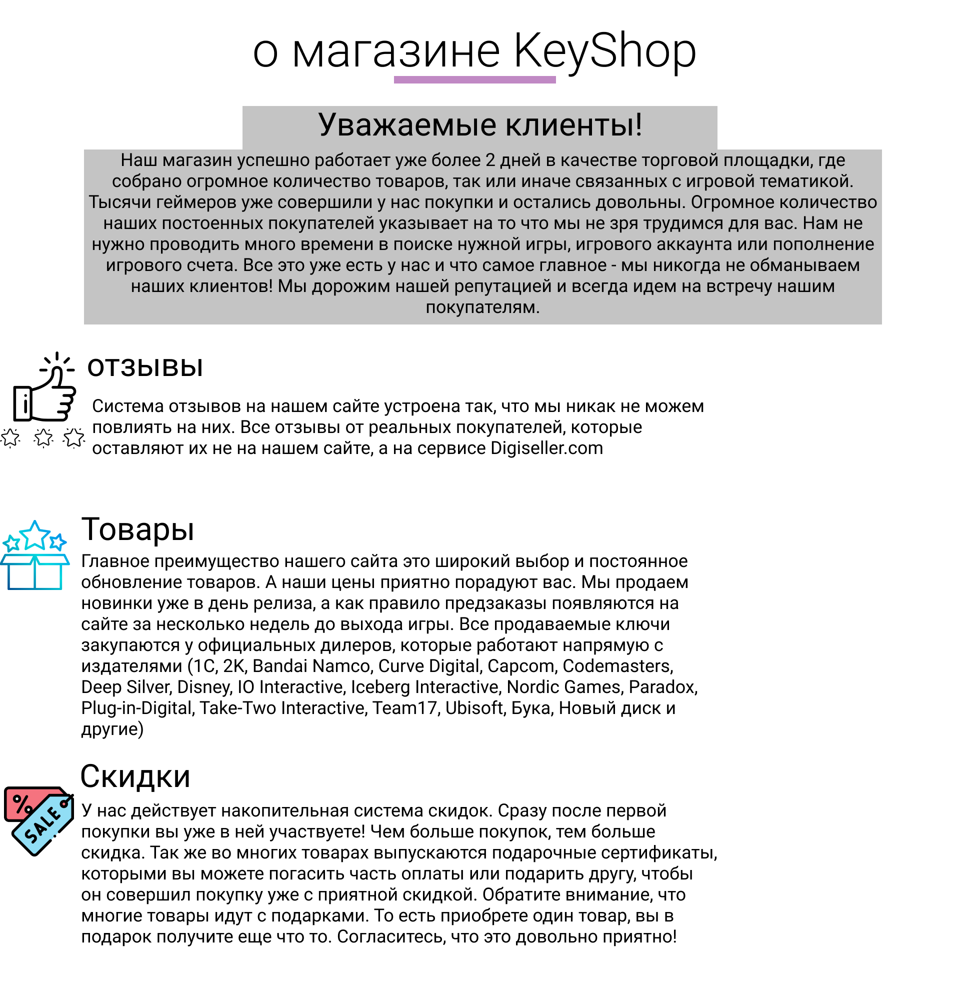 о магазине KeyShop
Уважаемые клиенты!
Наш магазин успешно работает уже более 2 дней в качестве торговой площадки, где
собрано огромное количество товаров, так или иначе связанных с игровой тематикой.
Тысячи геймеров уже совершили у нас покупки и остались довольны. Огромное количество
наших постоенных покупателей указывает на то что мы не зря трудимся для вас. Нам не
нужно проводить много времени в поиске нужной игры, игрового аккаунта или пополнение
игрового счета. Все это уже есть у нас и что самое главное - мы никогда не обманываем
наших клиентов! Мы дорожим нашей репутацией и всегда идем на встречу нашим
покупателям.
отзывы
Система отзывов на нашем сайте устроена так, что мы никак не можем
повлиять на них. Все отзывы от реальных покупателей, которые
оставляют их не на нашем сайте, а на сервисе Digiseller.com
Товары
Главное преимущество нашего сайта это широкий выбор и постоянное
обновление товаров. А наши цены приятно порадуют вас. Мы продаем
новинки уже в день релиза, а как правило предзаказы появляются на
сайте за несколько недель до выхода игры. Все продаваемые ключи
закупаются у официальных дилеров, которые работают напрямую с
издателями (1C, 2K, Bandai Namco, Curve Digital, Capcom, Codemasters,
Deep Silver, Disney, IO Interactive, Iceberg Interactive, Nordic Games, Paradox,
Plug-in-Digital, Take-Two Interactive, Team17, Ubisoft, Бука, Новый диск и
другие)
Скидки
% SALE
У нас действует накопительная система скидок. Сразу после первой
покупки вы уже в ней участвуете! Чем больше покупок, тем больше
скидка. Так же во многих товарах выпускаются подарочные сертификаты,
которыми вы можете погасить часть оплаты или подарить другу, чтобы
он совершил покупку уже с приятной скидкой. Обратите внимание, что
многие товары идут с подарками. То есть приобрете один товар, вы в
подарок получите еще что то. Согласитесь, что это довольно приятно!